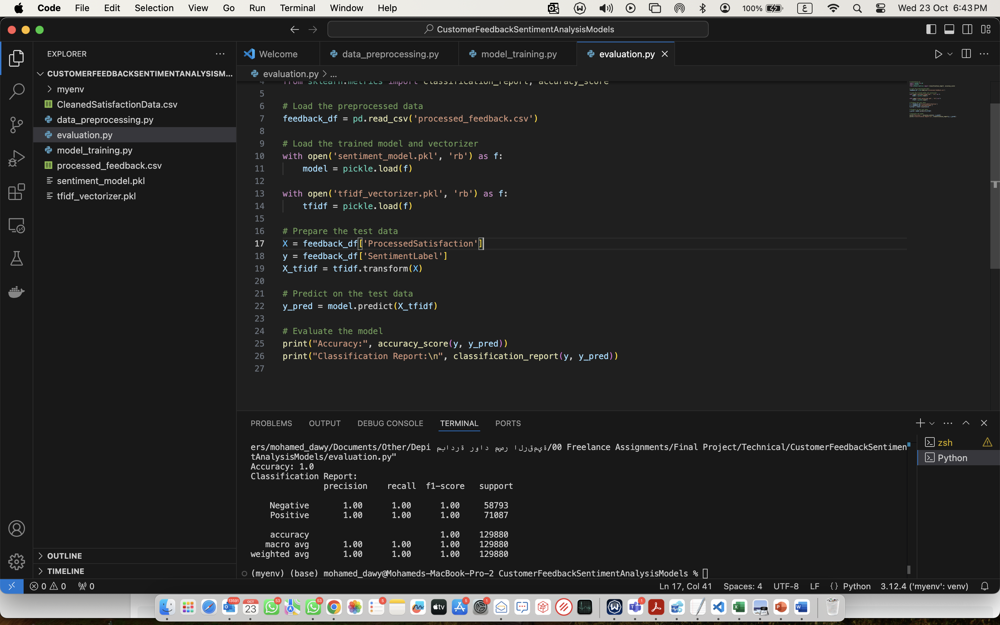 Code File Edit Selection View Go Run Terminal Window Help 100% ع Wed 23 Oct 6:43 PM
CustomerFeedbackSentimentAnalysisModels
EXPLORER
CUSTOMERFEEDBACKSENTIMENTANALYSISM...
myenv
CleanedSatisfactionData.csv
data_preprocessing.py
evaluation.py
model_training.py
processed_feedback.csv
sentiment_model.pkl
tfidf_vectorizer.pkl
OUTLINE
TIMELINE
Welcome data_preprocessing.py model_training.py evaluation.py
evaluation.py > ...
4 from sklearn.metrics import classification_report, accuracy_score
5
6 # Load the preprocessed data
7 feedback_df = pd.read_csv('processed_feedback.csv')
8
9 # Load the trained model and vectorizer
10 with open('sentiment_model.pkl', 'rb') as f:
11     model = pickle.load(f)
12
13 with open('tfidf_vectorizer.pkl', 'rb') as f:
14     tfidf = pickle.load(f)
15
16 # Prepare the test data
17 X = feedback_df['ProcessedSatisfaction']
18 y = feedback_df['SentimentLabel']
19 X_tfidf = tfidf.transform(X)
20
21 # Predict on the test data
22 y_pred = model.predict(X_tfidf)
23
24 # Evaluate the model
25 print("Accuracy:", accuracy_score(y, y_pred))
26 print("Classification Report:\n", classification_report(y, y_pred))
27
PROBLEMS OUTPUT DEBUG CONSOLE TERMINAL PORTS
ers/mohamed_dawy/Documents/Other/Depi مبادرة رواد مصر الرقمية/00 Freelance Assignments/Final Project/Technical/CustomerFeedbackSentimen
tAnalysisModels/evaluation.py"
Accuracy: 1.0
Classification Report:
precision recall f1-score support
Negative 1.00 1.00 1.00 58793
Positive 1.00 1.00 1.00 71087
accuracy 1.00 129880
macro avg 1.00 1.00 1.00 129880
weighted avg 1.00 1.00 1.00 129880
(myenv) (base) mohamed_dawy@Mohameds-MacBook-Pro-2 CustomerFeedbackSentimentAnalysisModels %
zsh
Python
0 0 0 Ln 17, Col 41 Spaces: 4 UTF-8 LF {} Python 3.12.4 ('myenv': venv)
13591 OCT 23 53 53 5 tv 5 1 1